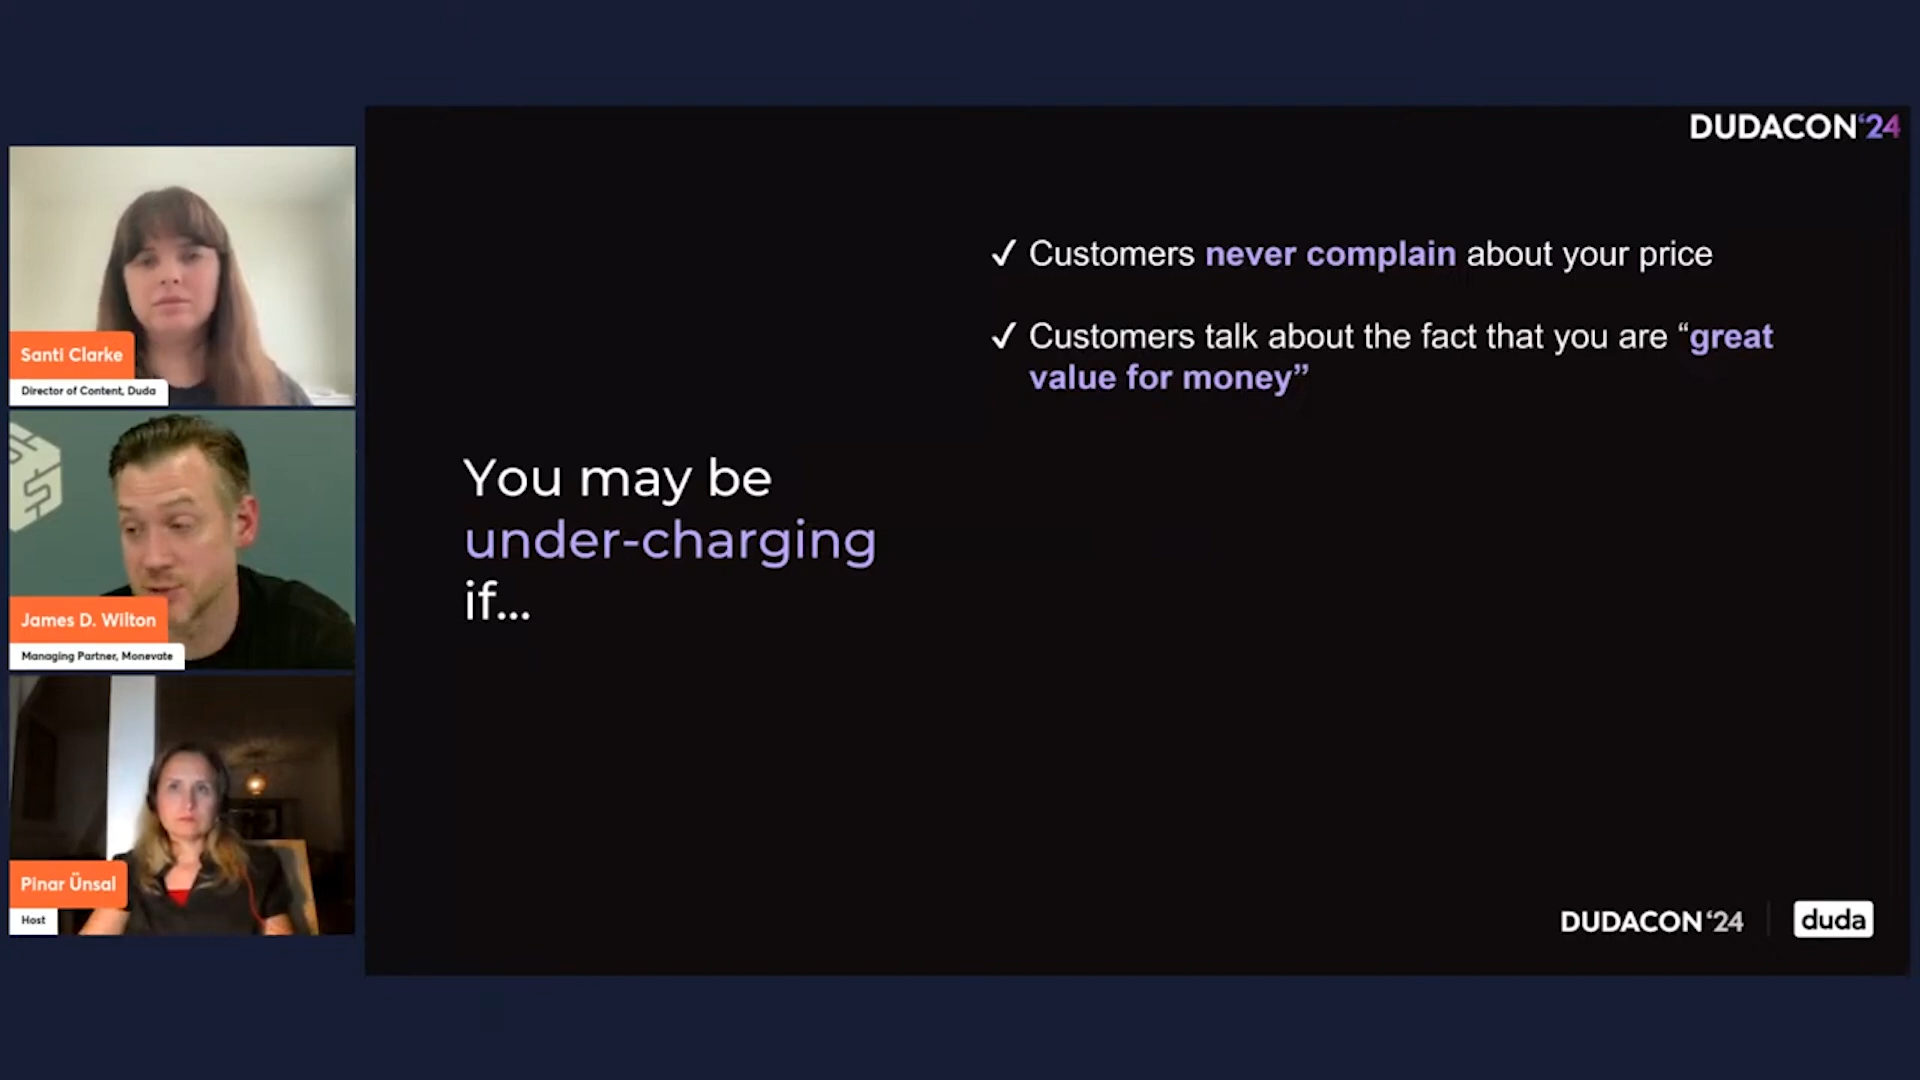 DUDACON‘24
✓ Customers never complain about your price
✓ Customers talk about the fact that you are “great
value for money”
You may be
under-charging
if...
Santi Clarke
Director of Content, Duda
James D. Wilton
Managing Partner, Monevate
Pinar Ünsal
Host
DUDACON‘24
duda